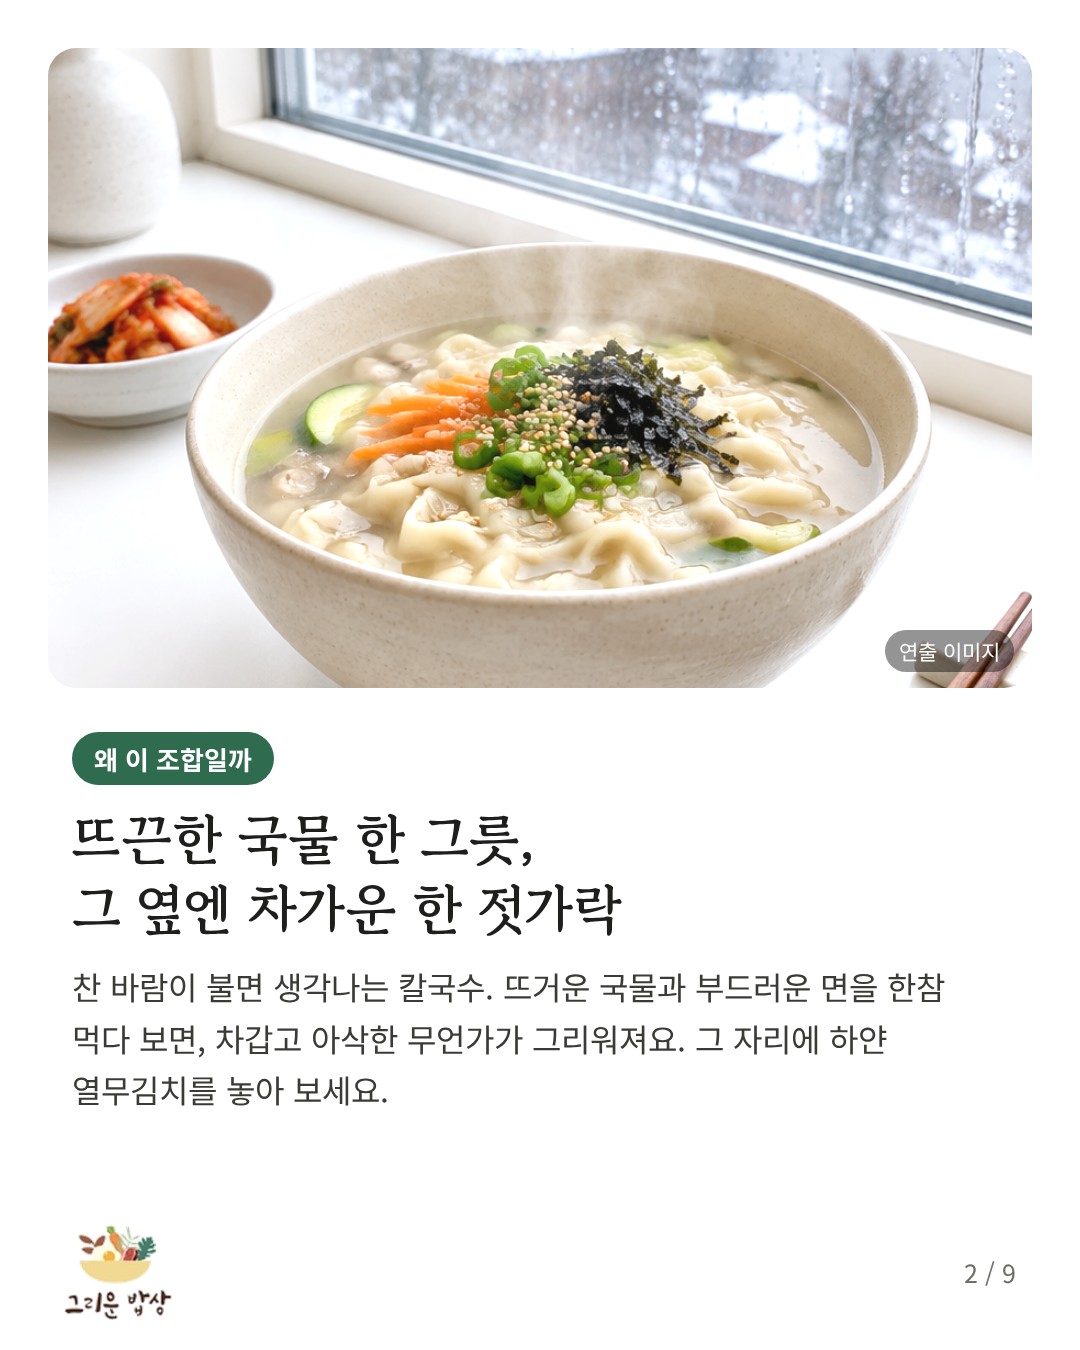 연출 이미지
왜 이 조합일까
뜨끈한 국물 한 그릇,
그 옆엔 차가운 한 젓가락
찬 바람이 불면 생각나는 칼국수. 뜨거운 국물과 부드러운 면을 한참
먹다 보면, 차갑고 아삭한 무언가가 그리워져요. 그 자리에 하얀
열무김치를 놓아 보세요.
그리운 밥상
2 / 9